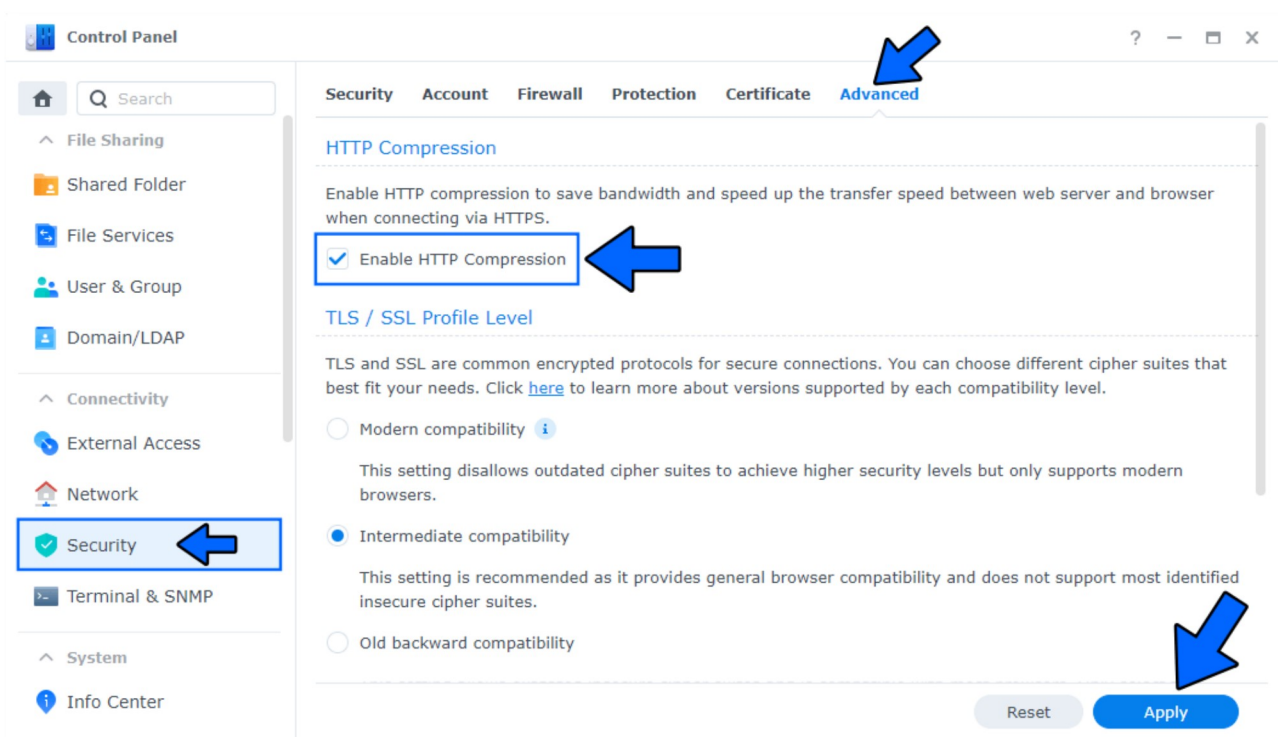 Control Panel
?
Search
File Sharing
Shared Folder
File Services
User & Group
Domain/LDAP
Connectivity
External Access
Network
Security
Terminal & SNMP
System
Info Center
Security Account Firewall Protection Certificate Advanced
HTTP Compression
Enable HTTP compression to save bandwidth and speed up the transfer speed between web server and browser
when connecting via HTTPS.
Enable HTTP Compression
TLS / SSL Profile Level
TLS and SSL are common encrypted protocols for secure connections. You can choose different cipher suites that
best fit your needs. Click here to learn more about versions supported by each compatibility level.
Modern compatibility i
This setting disallows outdated cipher suites to achieve higher security levels but only supports modern
browsers.
Intermediate compatibility
This setting is recommended as it provides general browser compatibility and does not support most identified
insecure cipher suites.
Old backward compatibility
Reset Apply